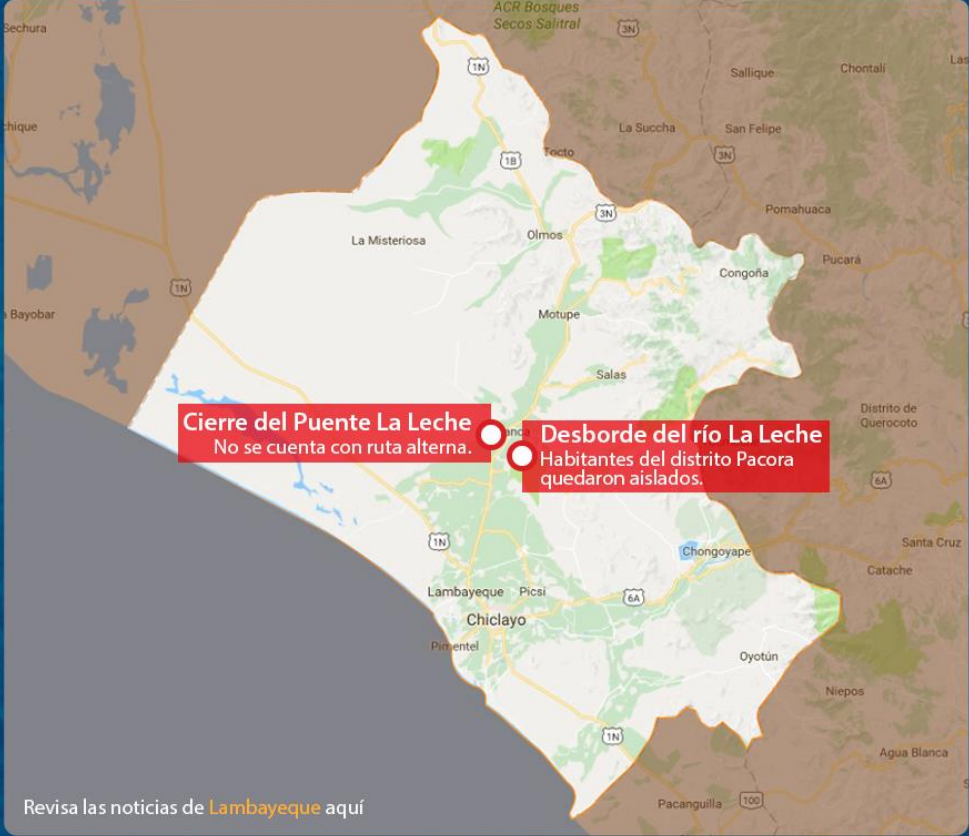 ACR Bosques
Secos Salitral
Sechura
3N
1N
Sallique
Chontalí
Las
chique
La Succha
San Felipe
Tocto
1B
3N
3N
Pomahuaca
Olmos
La Misteriosa
Pucará
Congoña
1N
a Bayobar
Motupe
Salas
Distrito de
Querocoto
Cierre del Puente La Leche
No se cuenta con ruta alterna.
anca
Desborde del río La Leche
Habitantes del distrito Pacora
quedaron aislados.
6A
1N
Santa Cruz
Chongoyape
Catache
Lambayeque
Picsi
6A
Chiclayo
Pimentel
Oyotún
Niepos
1N
Agua Blanca
Pacanguilla
100
Revisa las noticias de Lambayeque aquí